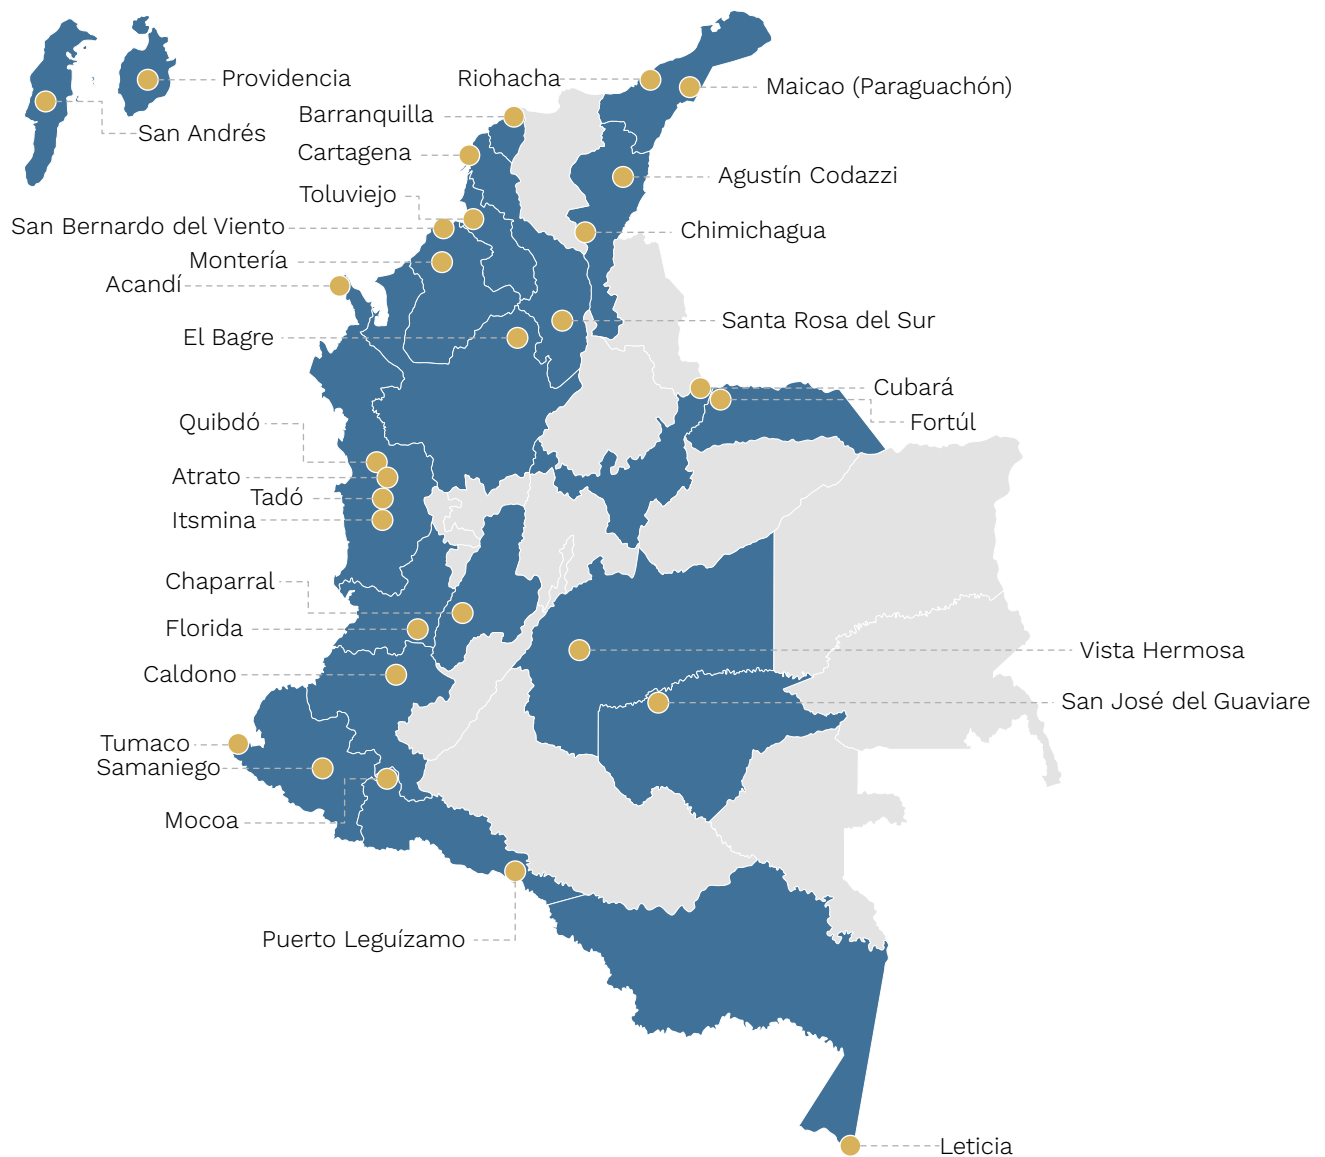 Providencia
Riohacha
Maicao (Paraguachón)
Barranquilla
San Andrés
Cartagena
Agustín Codazzi
Toluviejo
San Bernardo del Viento
Chimichagua
Montería
Acandí
Santa Rosa del Sur
El Bagre
Cubará
Quibdó
Fortúl
Atrato
Tadó
Itsmina
Chaparral
Florida
Vista Hermosa
Caldono
San José del Guaviare
Tumaco
Samaniego
Mocoa
Puerto Leguízamo
Leticia